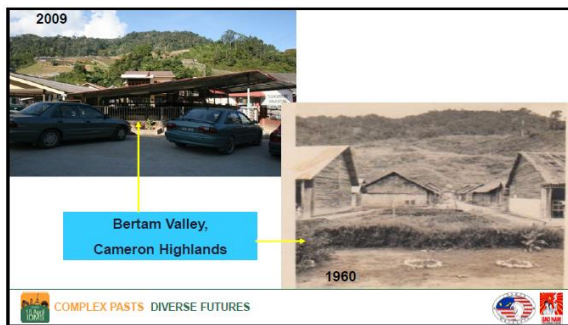 2009
Bertam Valley,
Cameron Highlands
1960
COMPLEX PASTS DIVERSE FUTURES